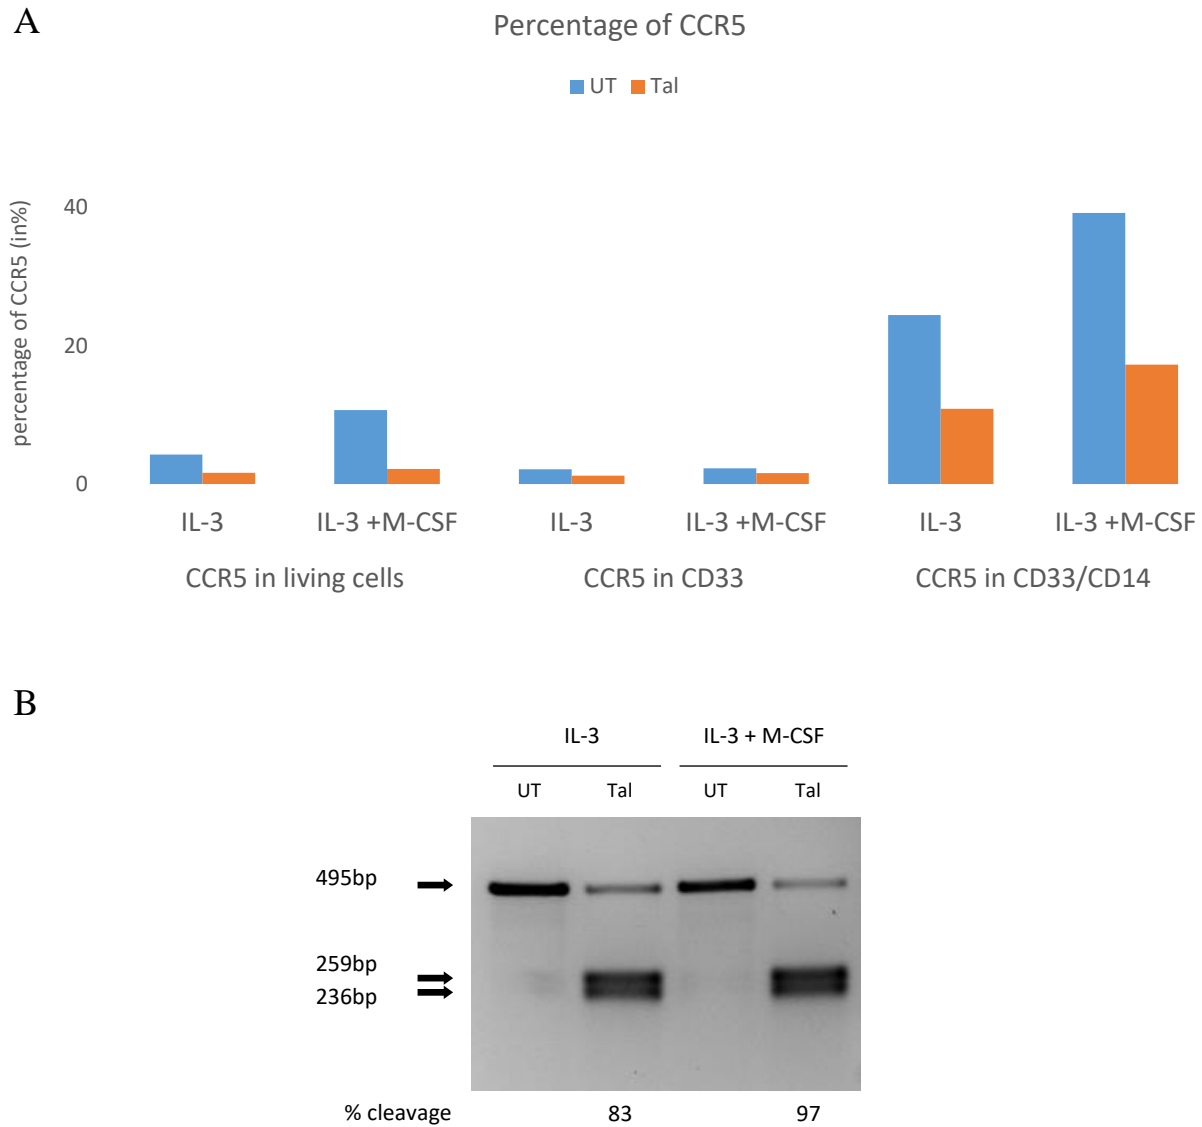 A
Percentage of CCR5
UT Tal
percentage of CCR5 (in%)
40
20
0
IL-3 IL-3 +M-CSF IL-3 IL-3 +M-CSF IL-3 IL-3 +M-CSF
CCR5 in living cells CCR5 in CD33 CCR5 in CD33/CD14
B
IL-3 IL-3 + M-CSF
UT Tal UT Tal
495bp
259bp
236bp
% cleavage 83 97